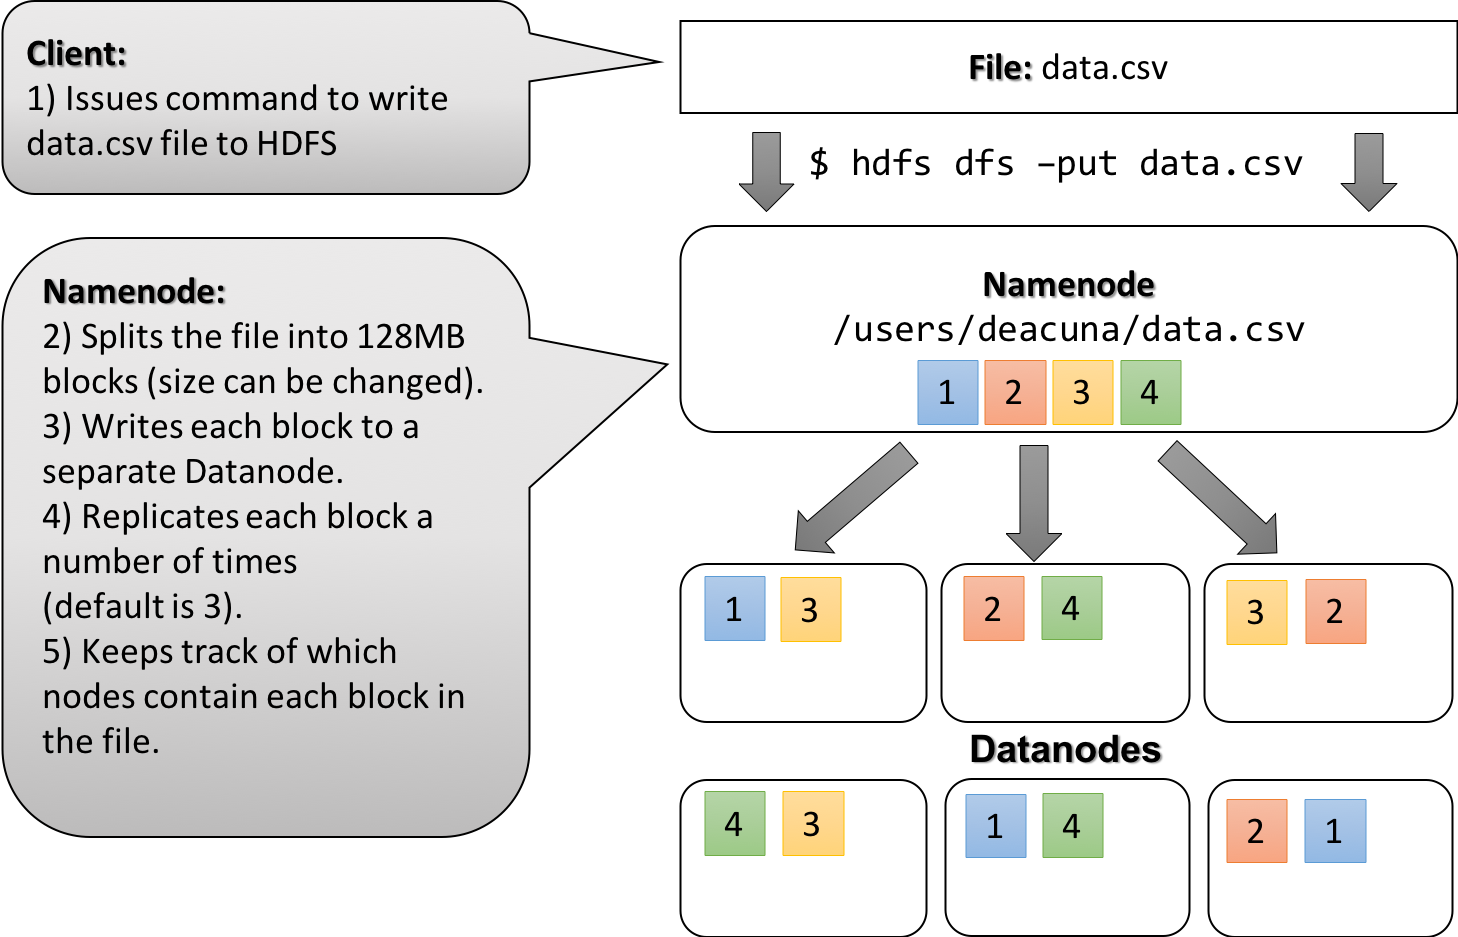 Client:
1) Issues command to write
data.csv file to HDFS
File: data.csv
$ hdfs dfs –put data.csv
Namenode:
2) Splits the file into 128MB
blocks (size can be changed).
3) Writes each block to a
separate Datanode.
4) Replicates each block a
number of times
(default is 3).
5) Keeps track of which
nodes contain each block in
the file.
Namenode
/users/deacuna/data.csv
1 2 3 4
1 3
2 4
3 2
Datanodes
4 3
1 4
2 1